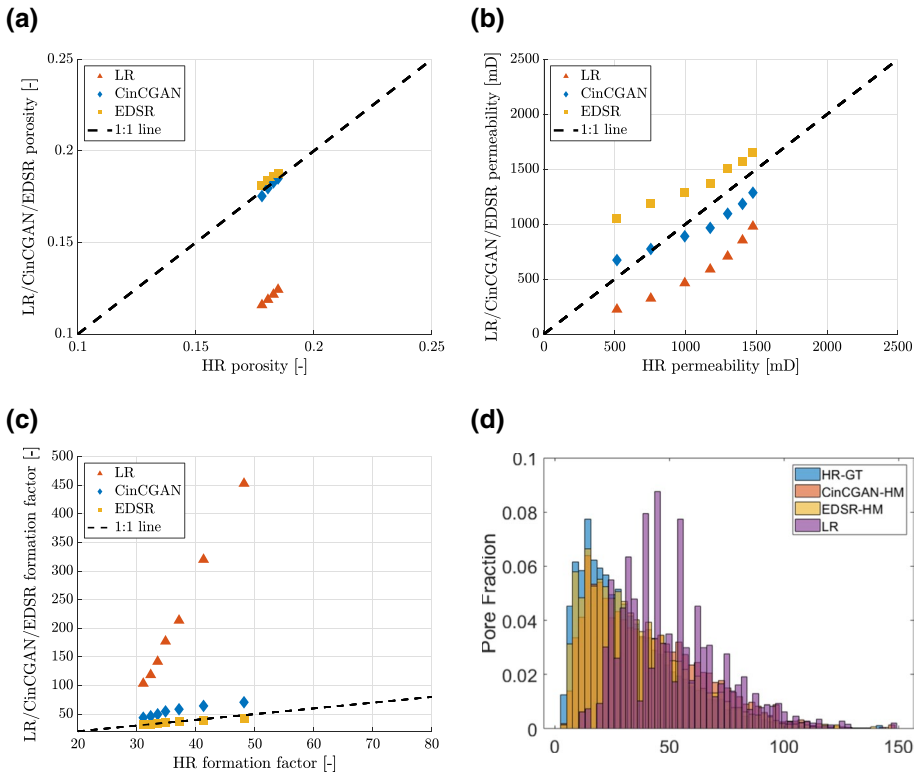 (a)
LR/CinCGAN/EDSR porosity [-]
0.25
0.2
0.15
0.1
LR
CinCGAN
EDSR
1:1 line
0.1
0.15
0.2
0.25
HR porosity [-]
(b)
LR/CinCGAN/EDSR permeability [mD]
2500
2000
1500
1000
500
0
LR
CinCGAN
EDSR
1:1 line
0
500
1000
1500
2000
2500
HR permeability [mD]
(c)
LR/CinCGAN/EDSR formation factor [-]
500
450
400
350
300
250
200
150
100
50
LR
CinCGAN
EDSR
1:1 line
20
30
40
50
60
70
80
HR formation factor [-]
(d)
Pore Fraction
0.1
0.08
0.06
0.04
0.02
0
HR-GT
CinCGAN-HM
EDSR-HM
LR
0
50
100
150